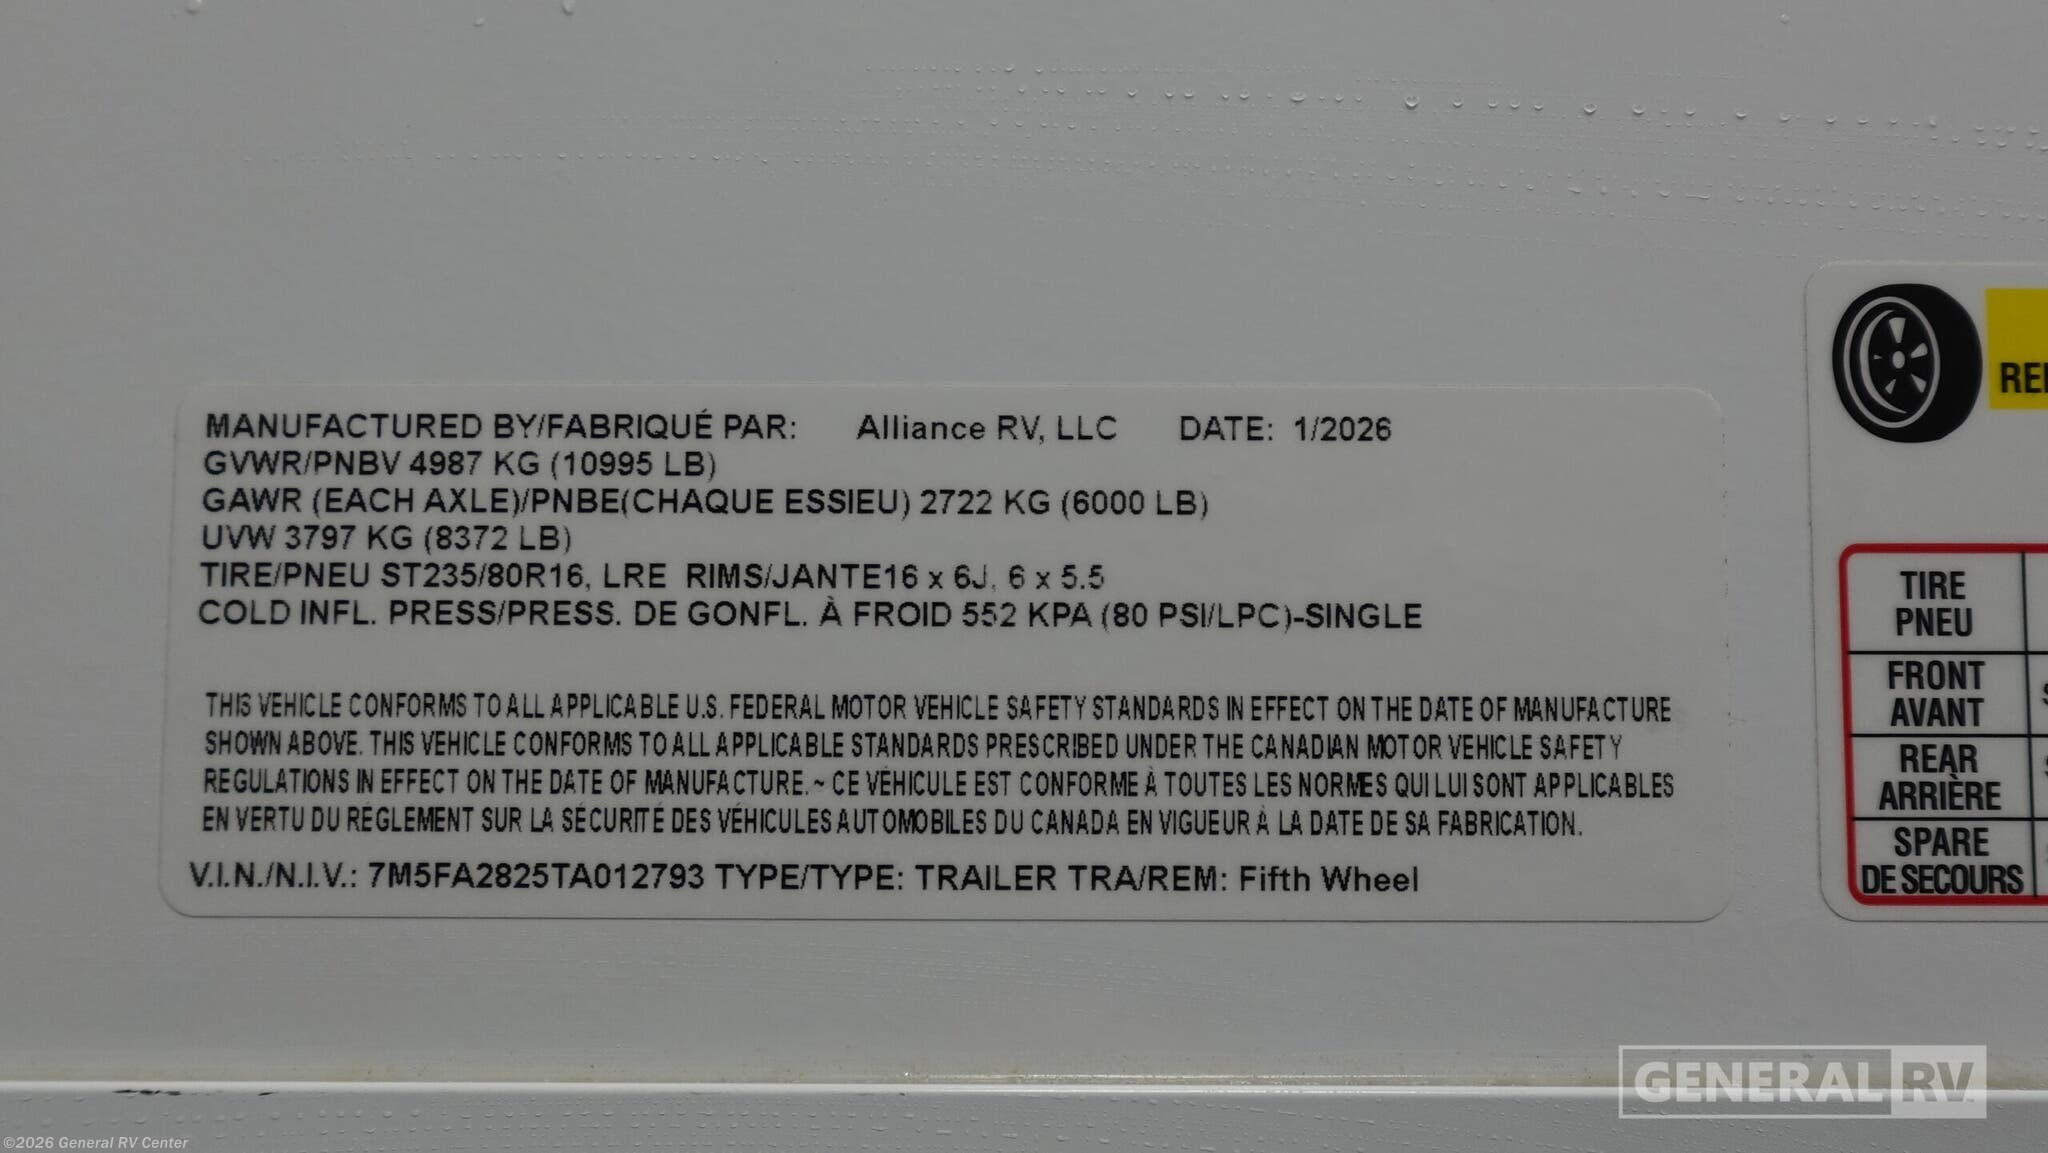 MANUFACTURED BY/FABRIQUÉ PAR: Alliance RV, LLC DATE: 1/2026
GVWR/PNBV 4987 KG (10995 LB)
GAWR (EACH AXLE)/PNBE(CHAQUE ESSIEU) 2722 KG (6000 LB)
UVW 3797 KG (8372 LB)
TIRE/PNEU ST235/80R16, LRE RIMS/JANTE16 x 6J, 6 x 5.5
COLD INFL. PRESS/PRESS. DE GONFL. À FROID 552 KPA (80 PSI/LPC)-SINGLE
THIS VEHICLE CONFORMS TO ALL APPLICABLE U.S. FEDERAL MOTOR VEHICLE SAFETY STANDARDS IN EFFECT ON THE DATE OF MANUFACTURE
SHOWN ABOVE. THIS VEHICLE CONFORMS TO ALL APPLICABLE STANDARDS PRESCRIBED UNDER THE CANADIAN MOTOR VEHICLE SAFETY
REGULATIONS IN EFFECT ON THE DATE OF MANUFACTURE. ~ CE VÉHICULE EST CONFORME À TOUTES LES NORMES QUI LUI SONT APPLICABLES
EN VERTU DU RÉGLEMENT SUR LA SÉCURITÉ DES VÉHICULES AUTOMOBILES DU CANADA EN VIGUEUR À LA DATE DE SA FABRICATION.
V.I.N./N.I.V.: 7M5FA2825TA012793 TYPE/TYPE: TRAILER TRA/REM: Fifth Wheel
TIRE
PNEU
FRONT
AVANT
REAR
ARRIÈRE
SPARE
DE SECOURS
GENERAL RV
©2026 General RV Center